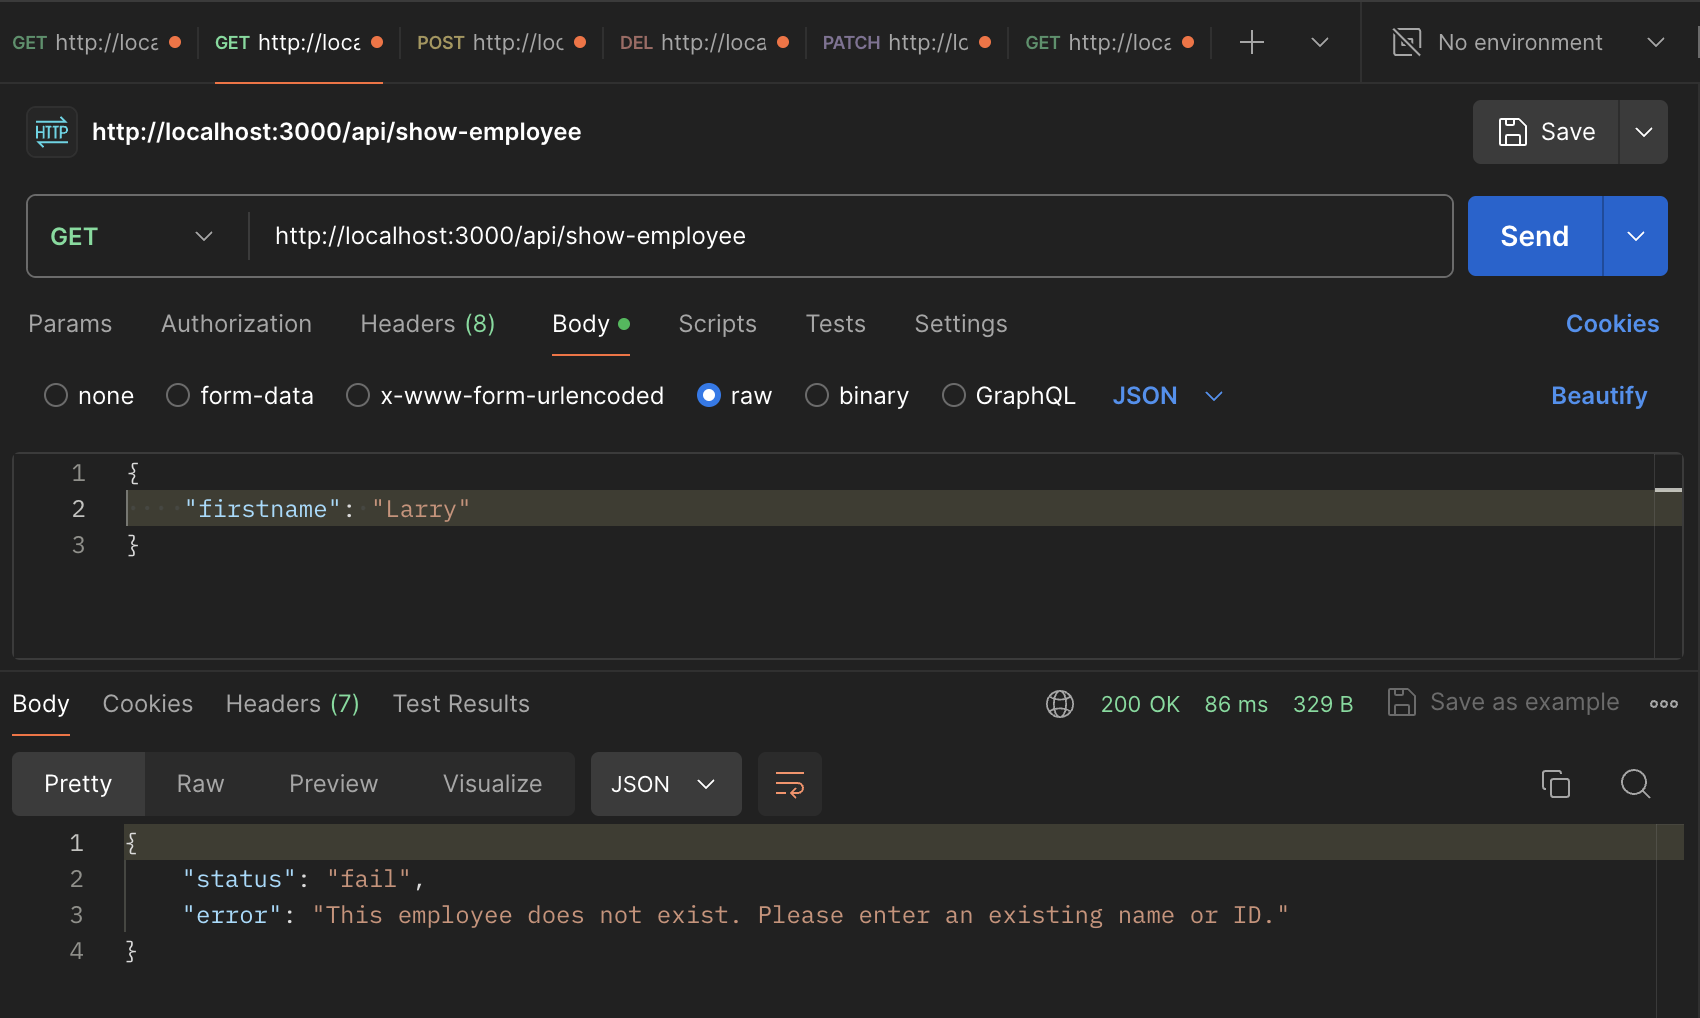 GET http://loca GET http://loca POST http://loc DEL http://loca PATCH http://lc GET http://loca No environment
HTTP http://localhost:3000/api/show-employee Save
GET http://localhost:3000/api/show-employee Send
Params Authorization Headers (8) Body Scripts Tests Settings Cookies
none form-data x-www-form-urlencoded raw binary GraphQL JSON Beautify
1 {
2 "firstname": "Larry"
3 }
Body Cookies Headers (7) Test Results 200 OK 86 ms 329 B Save as example
Pretty Raw Preview Visualize JSON
1 {
2 "status": "fail",
3 "error": "This employee does not exist. Please enter an existing name or ID."
4 }